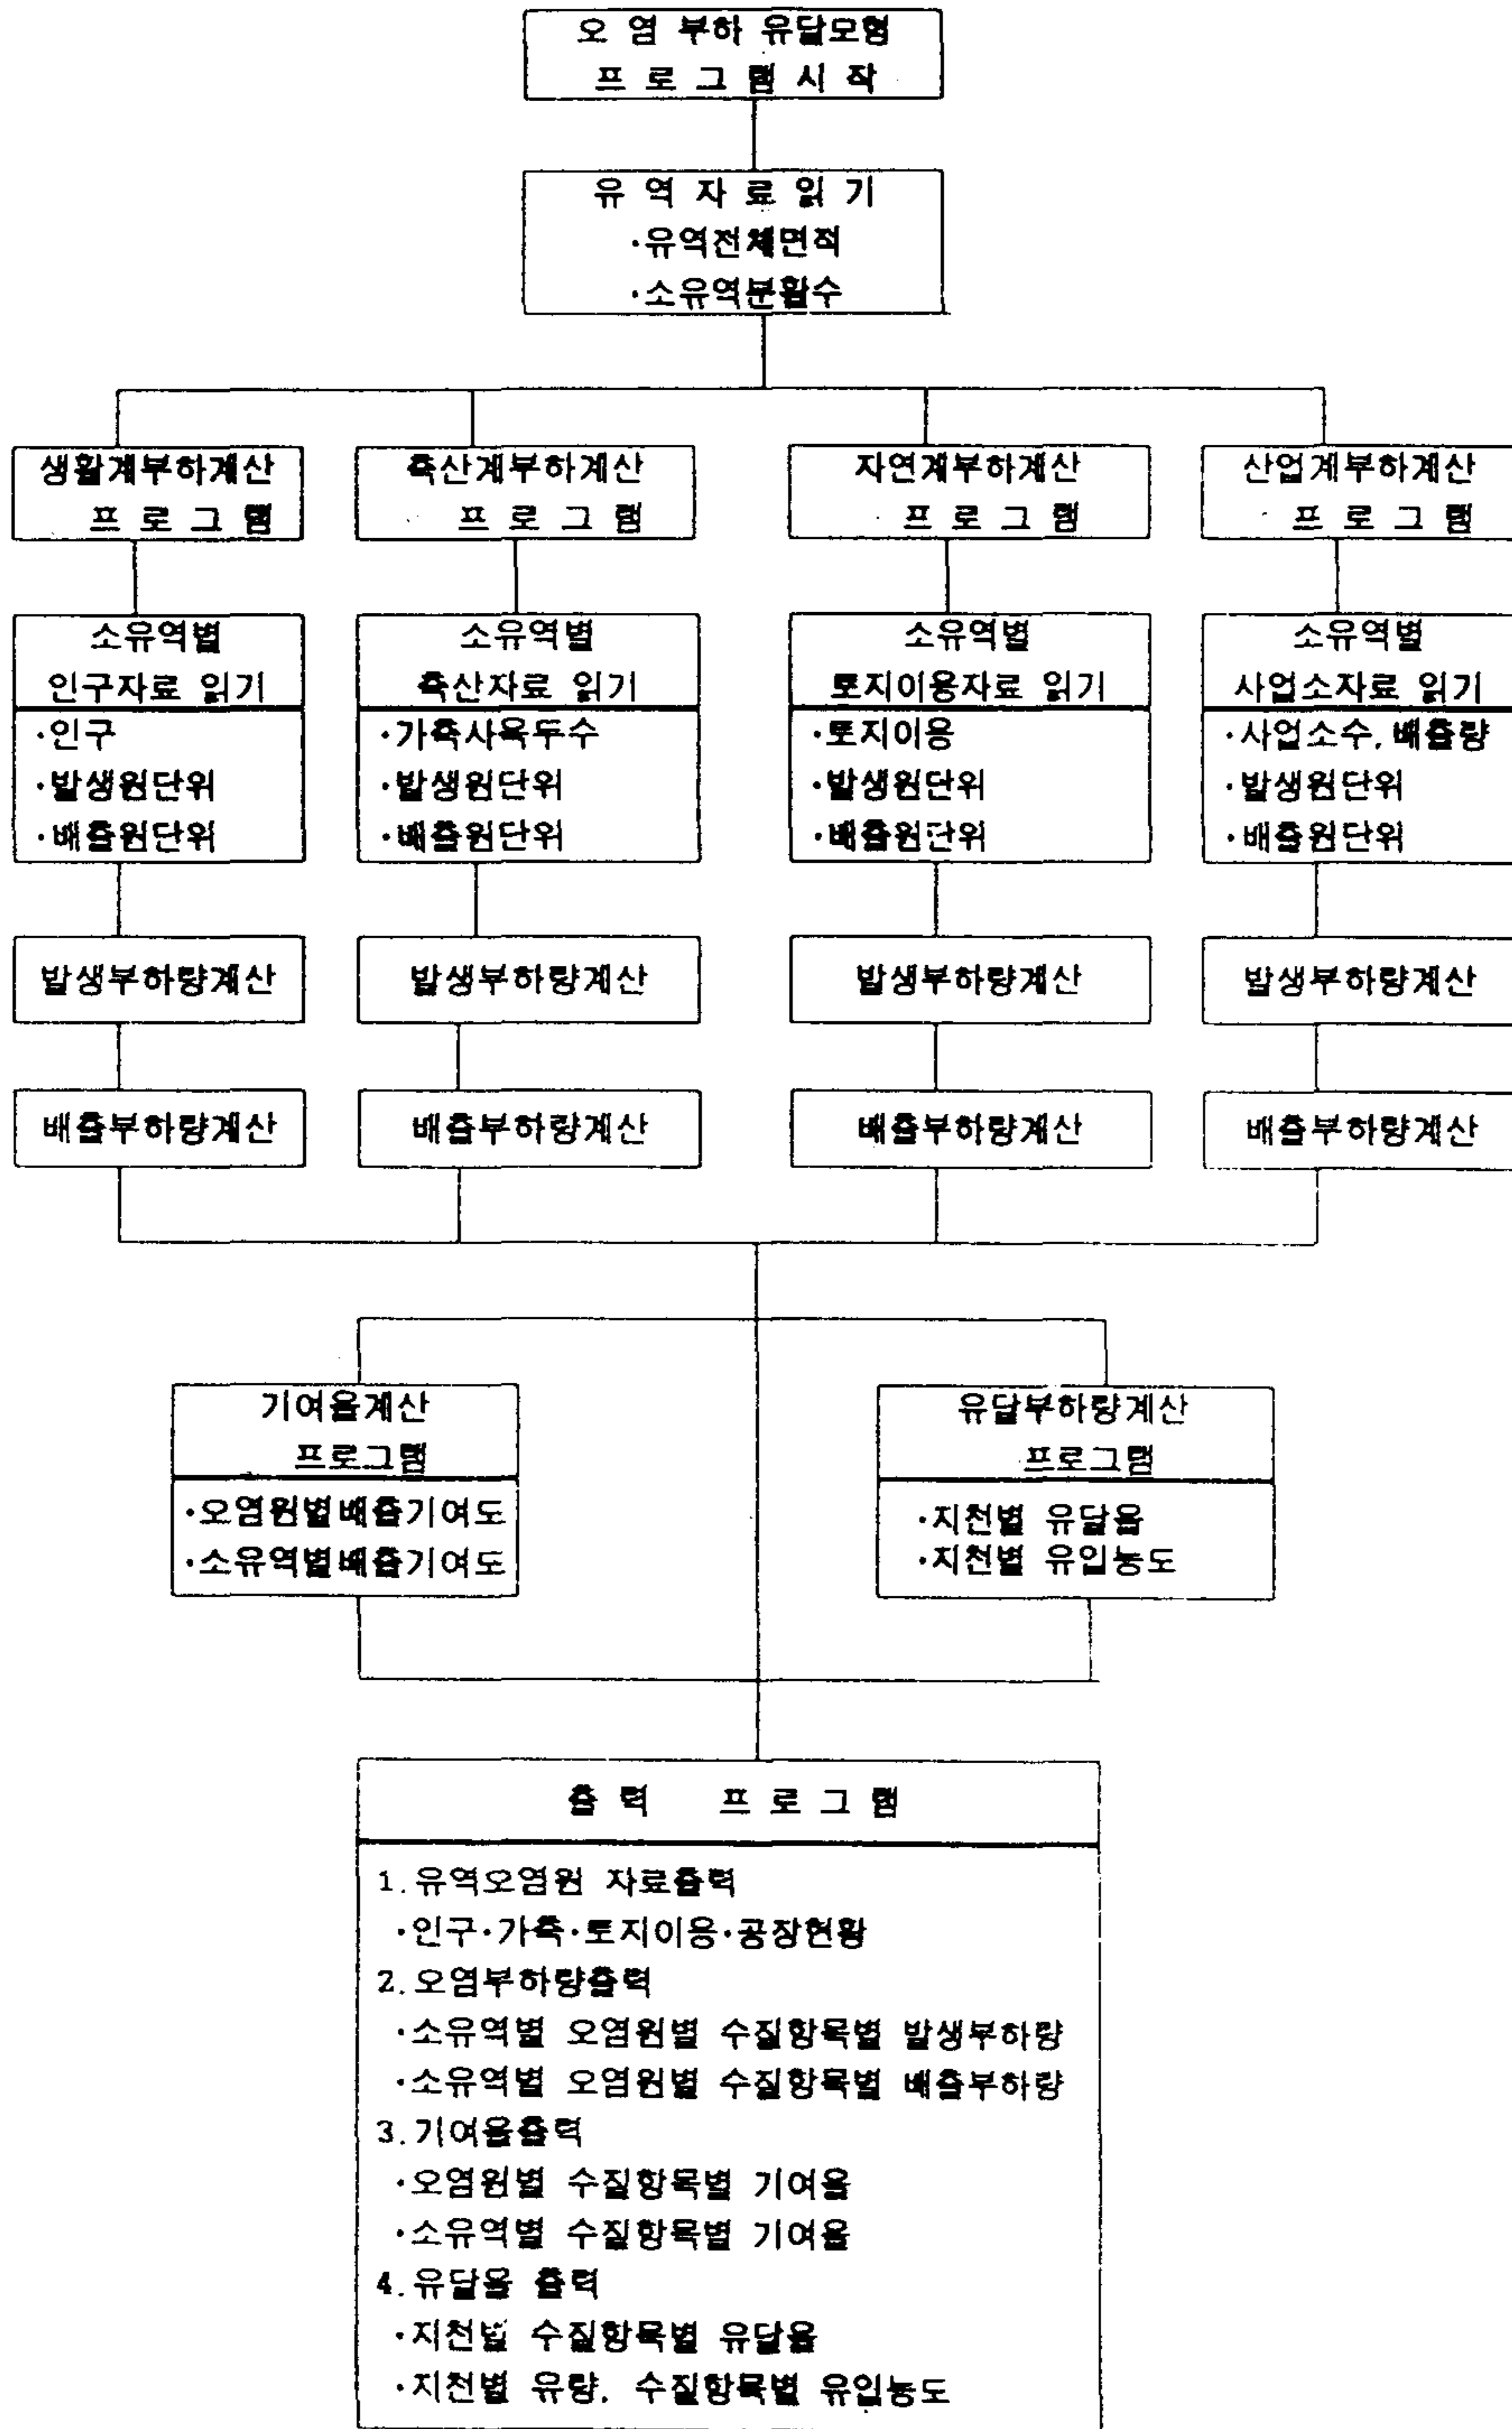 오 염 부하 유달모형
프 로 그 램 시 작
유 역 자 료 읽 기
·유역전체면적
·소유역분할수
생활계부하계산
프 로 그 램
축산계부하계산
프 로 그 램
자연계부하계산
프 로 그 램
산업계부하계산
프 로 그 램
소유역별
인구자료 읽기
·인구
·발생원단위
·배출원단위
소유역별
축산자료 읽기
·가축사육두수
·발생원단위
·배출원단위
소유역별
토지이용자료 읽기
·토지이용
·발생원단위
·배출원단위
소유역별
사업소자료 읽기
·사업소수, 배출량
·발생원단위
·배출원단위
발생부하량계산
발생부하량계산
발생부하량계산
발생부하량계산
배출부하량계산
배출부하량계산
배출부하량계산
배출부하량계산
기여율계산
프로그램
·오염원별배출기여도
·소유역별배출기여도
유달부하량계산
프로그램
·지천별 유달율
·지천별 유입농도
출 력 프 로 그 램
1.유역오염원 자료출력
·인구·가축·토지이용·공장현황
2.오염부하량출력
·소유역별 오염원별 수질항목별 발생부하량
·소유역별 오염원별 수질항목별 배출부하량
3.기여율출력
·오염원별 수질항목별 기여율
·소유역별 수질항목별 기여율
4.유달율 출력
·지천별 수질항목별 유달율
·지천별 유량, 수질항목별 유입농도